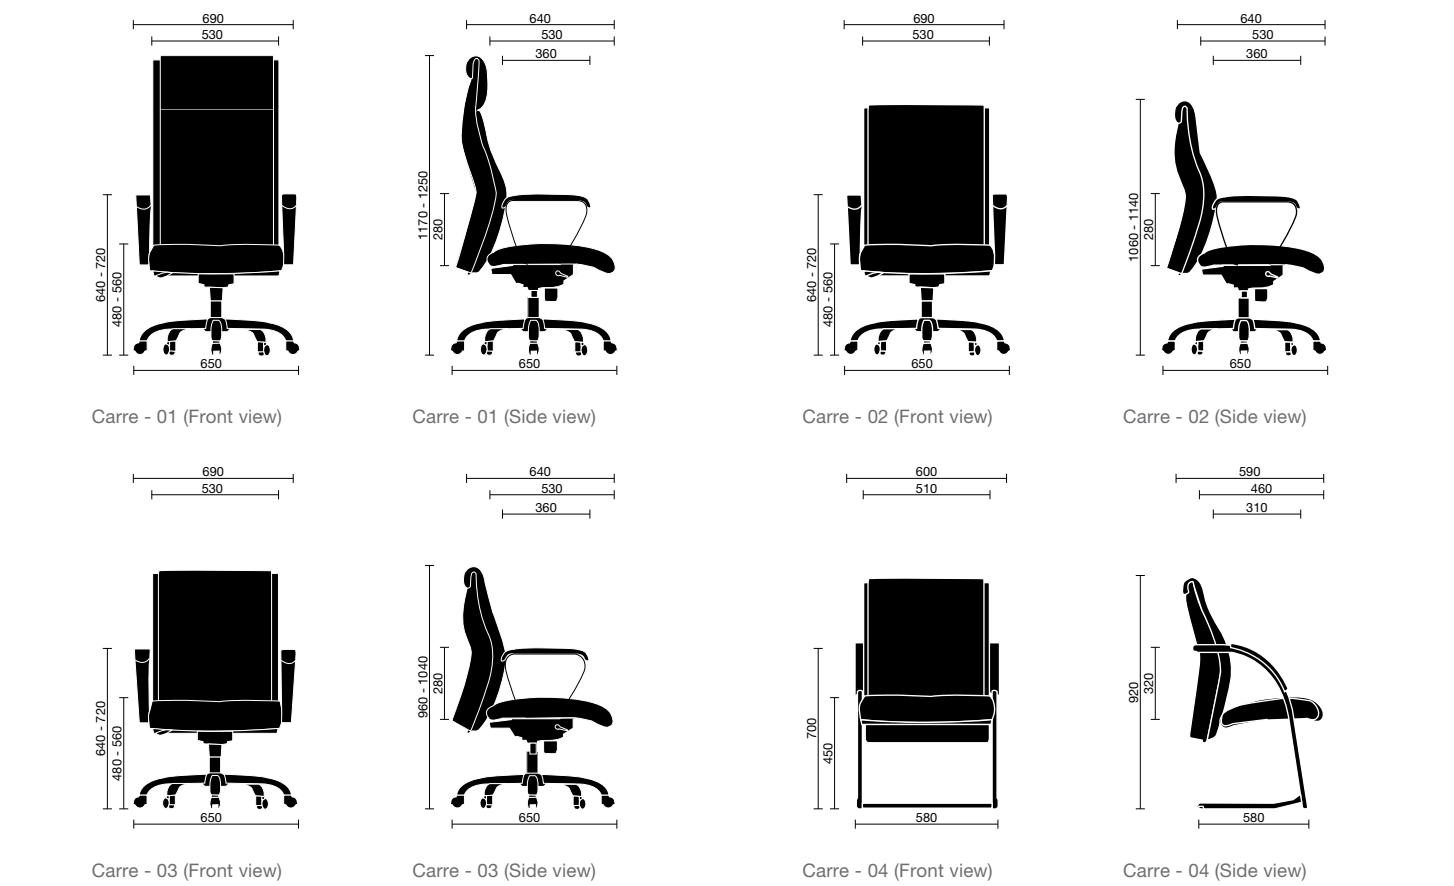 690
530
640
530
360
690
530
640
530
360
640 - 720
480 - 560
1170 - 1250
280
640 - 720
480 - 560
1060 - 1140
280
650
650
650
650
Carre - 01 (Front view)
Carre - 01 (Side view)
Carre - 02 (Front view)
Carre - 02 (Side view)
690
530
640
530
360
600
510
590
460
310
640 - 720
480 - 560
960 - 1040
280
700
450
920
320
650
650
580
580
Carre - 03 (Front view)
Carre - 03 (Side view)
Carre - 04 (Front view)
Carre - 04 (Side view)